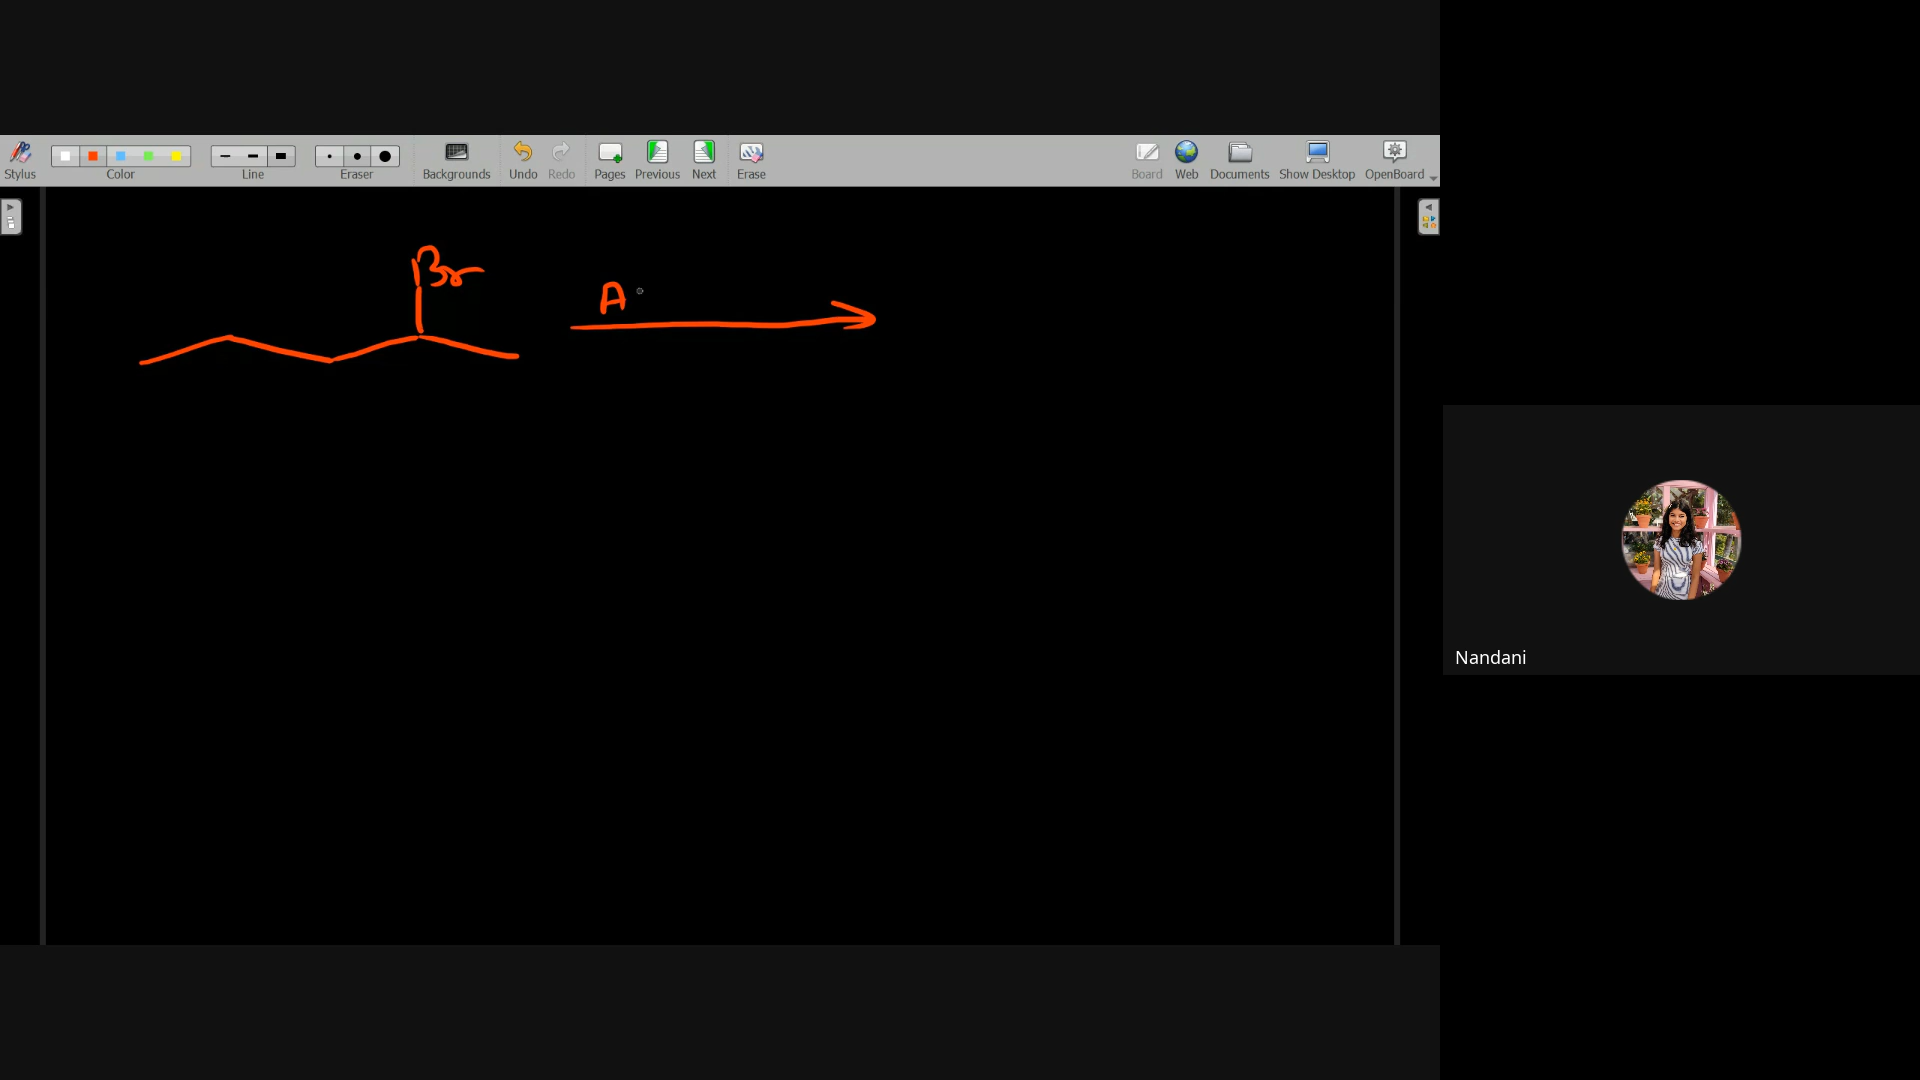 Stylus Color Line Eraser Backgrounds Undo Redo Pages Previous Next Erase Board Web Documents Show Desktop OpenBoard
Br
A
Nandani